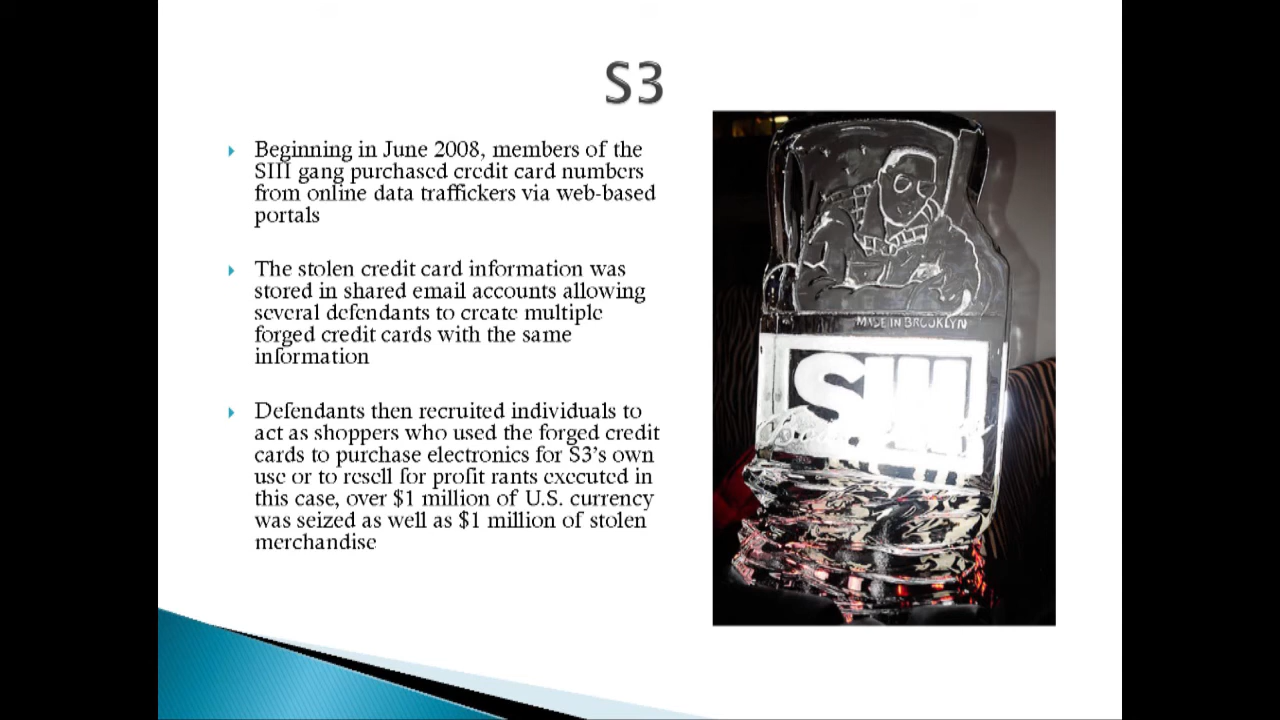 S3
Beginning in June 2008, members of the
SIII gang purchased credit card numbers
from online data traffickers via web-based
portals
The stolen credit card information was
stored in shared email accounts allowing
several defendants to create multiple
forged credit cards with the same
information
Defendants then recruited individuals to
act as shoppers who used the forged credit
cards to purchase electronics for S3’s own
use or to resell for profit rants executed in
this case, over $1 million of U.S. currency
was seized as well as $1 million of stolen
merchandise
MADE IN BROOKLYN
SIII